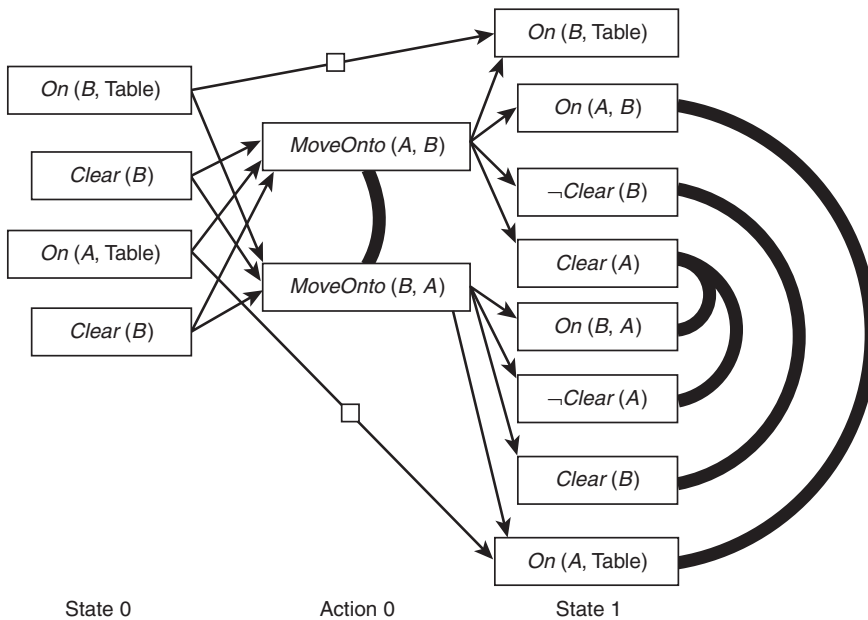 On (B, Table)
Clear (B)
On (A, Table)
Clear (B)
MoveOnto (A, B)
MoveOnto (B, A)
On (B, Table)
On (A, B)
¬Clear (B)
Clear (A)
On (B, A)
¬Clear (A)
Clear (B)
On (A, Table)
State 0
Action 0
State 1